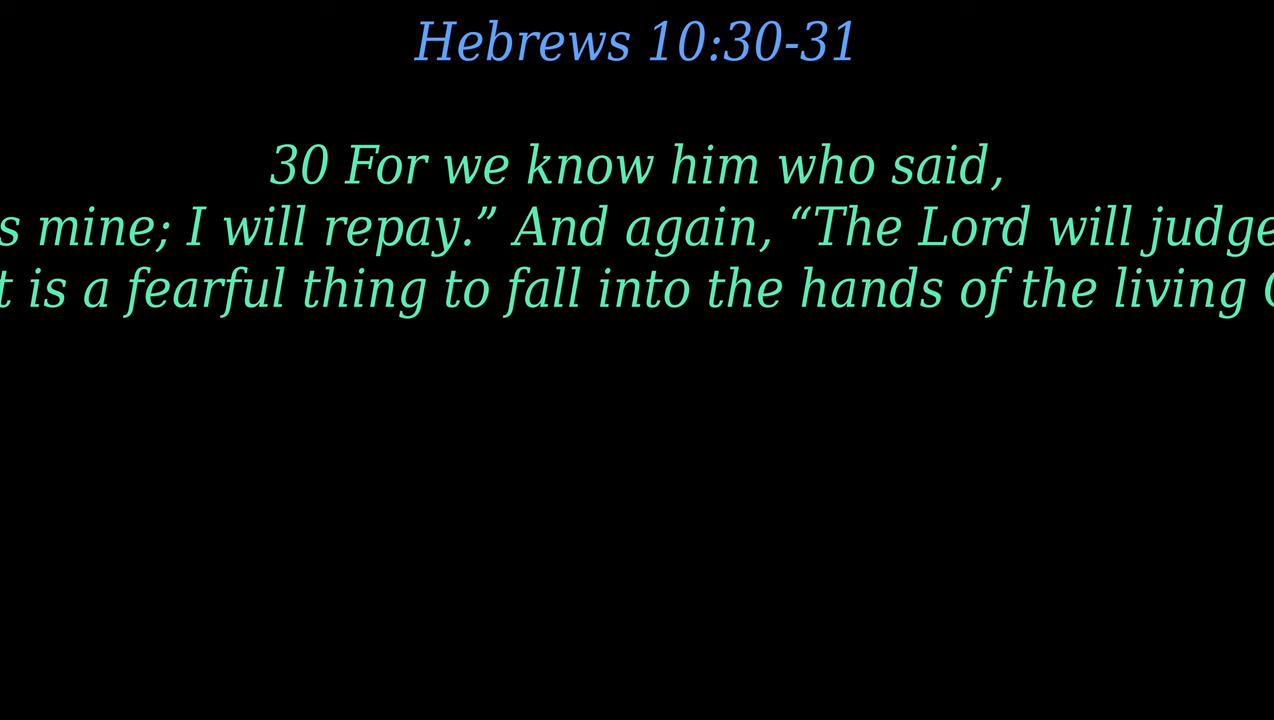 Hebrews 10:30-31
30 For we know him who said,
s mine; I will repay.” And again, “The Lord will judge
t is a fearful thing to fall into the hands of the living